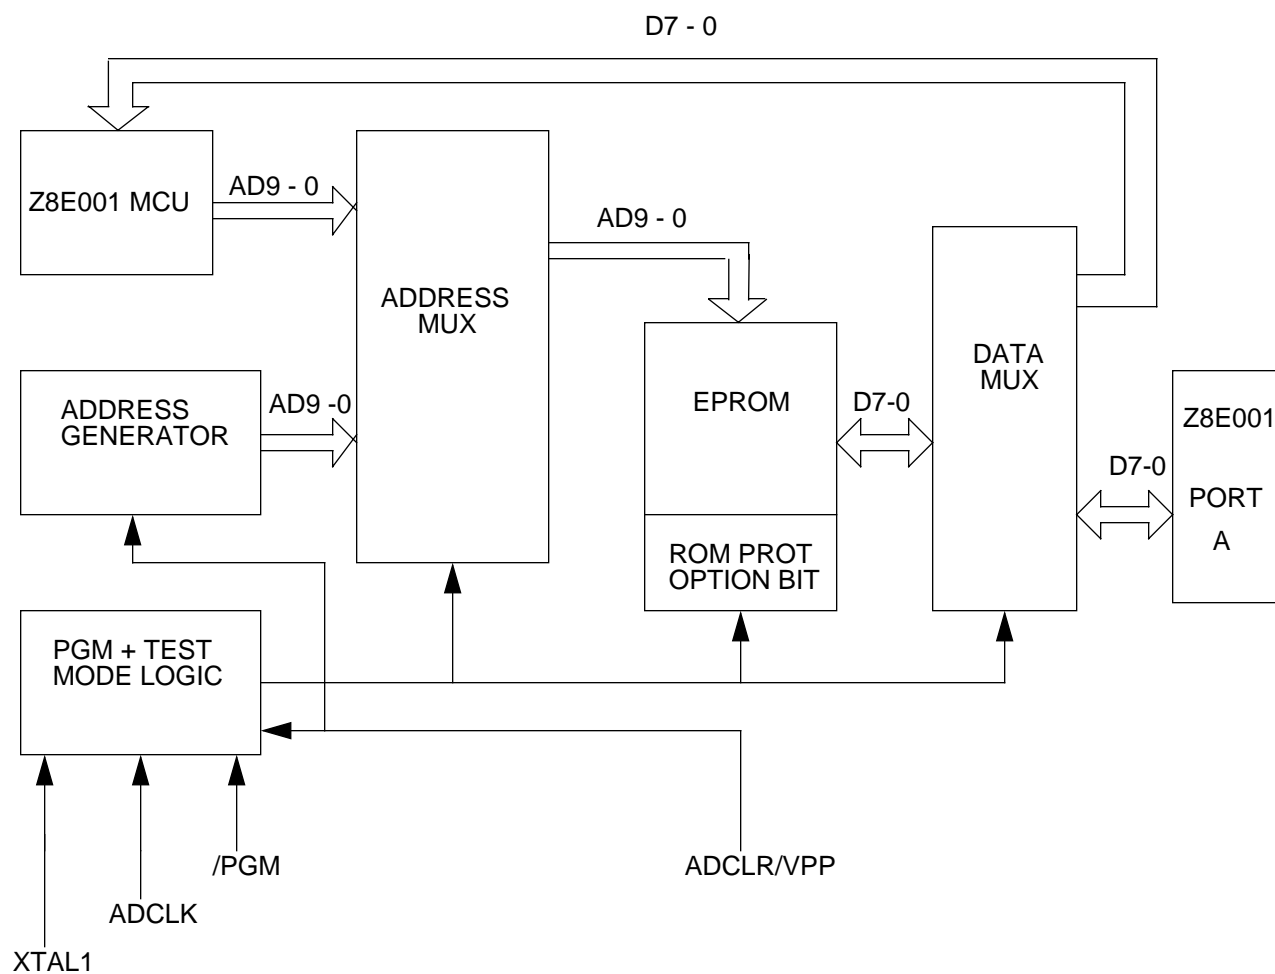 D7 - 0
Z8E001 MCU
AD9 - 0
ADDRESS
MUX
AD9 - 0
ADDRESS
GENERATOR
AD9 -0
EPROM
D7-0
DATA
MUX
D7-0
Z8E001
PORT
A
ROM PROT
OPTION BIT
PGM + TEST
MODE LOGIC
/PGM
ADCLR/VPP
ADCLK
XTAL1